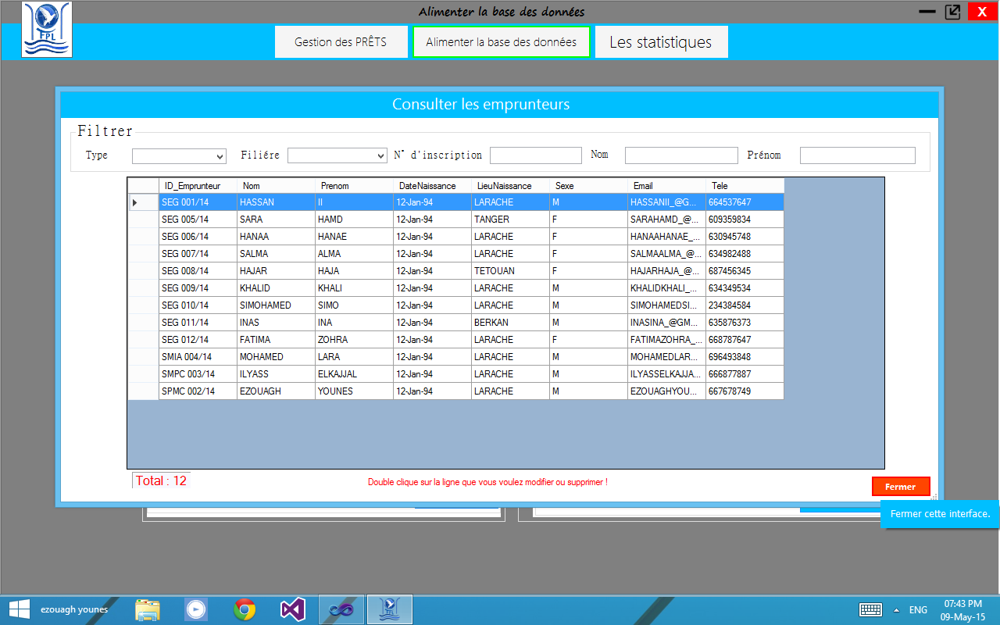 Alimenter la base des données
X
FPL
Gestion des PRÊTS
Alimenter la base des données
Les statistiques
Consulter les emprunteurs
Filtrer
Type Filiére N° d'inscription Nom Prénom
ID_Emprunteur Nom Prenom DateNaissance LieuNaissance Sexe Email Tele
SEG 001/14 HASSAN II 12-Jan-94 LARACHE M HASSANII_@G... 664537647
SEG 005/14 SARA HAMD 12-Jan-94 TANGER F SARAHAMD_@... 609359834
SEG 006/14 HANAA HANAE 12-Jan-94 LARACHE F HANAAHANAE_... 630945748
SEG 007/14 SALMA ALMA 12-Jan-94 LARACHE F SALMAALMA_@... 634982488
SEG 008/14 HAJAR HAJA 12-Jan-94 TETOUAN F HAJARHAJA_@... 687456345
SEG 009/14 KHALID KHALI 12-Jan-94 LARACHE M KHALIDKHALI_... 634349534
SEG 010/14 SIMOHAMED SIMO 12-Jan-94 LARACHE M SIMOHAMEDSI... 234384584
SEG 011/14 INAS INA 12-Jan-94 BERKAN M INASINA_@GM... 635876373
SEG 012/14 FATIMA ZOHRA 12-Jan-94 LARACHE F FATIMAZOHRA_... 668787647
SMIA 004/14 MOHAMED LARA 12-Jan-94 LARACHE M MOHAMEDLAR... 696493848
SMPC 003/14 ILYASS ELKAJJAL 12-Jan-94 LARACHE M ILYASSELKAJJA... 666877887
SPMC 002/14 EZOUAGH YOUNES 12-Jan-94 LARACHE M EZOUAGHYOU... 667678749
Total : 12
Double clique sur la ligne que vous voulez modifier ou supprimer !
Fermer
Fermer cette interface.
ezouagh younes
ENG
07:43 PM
09-May-15